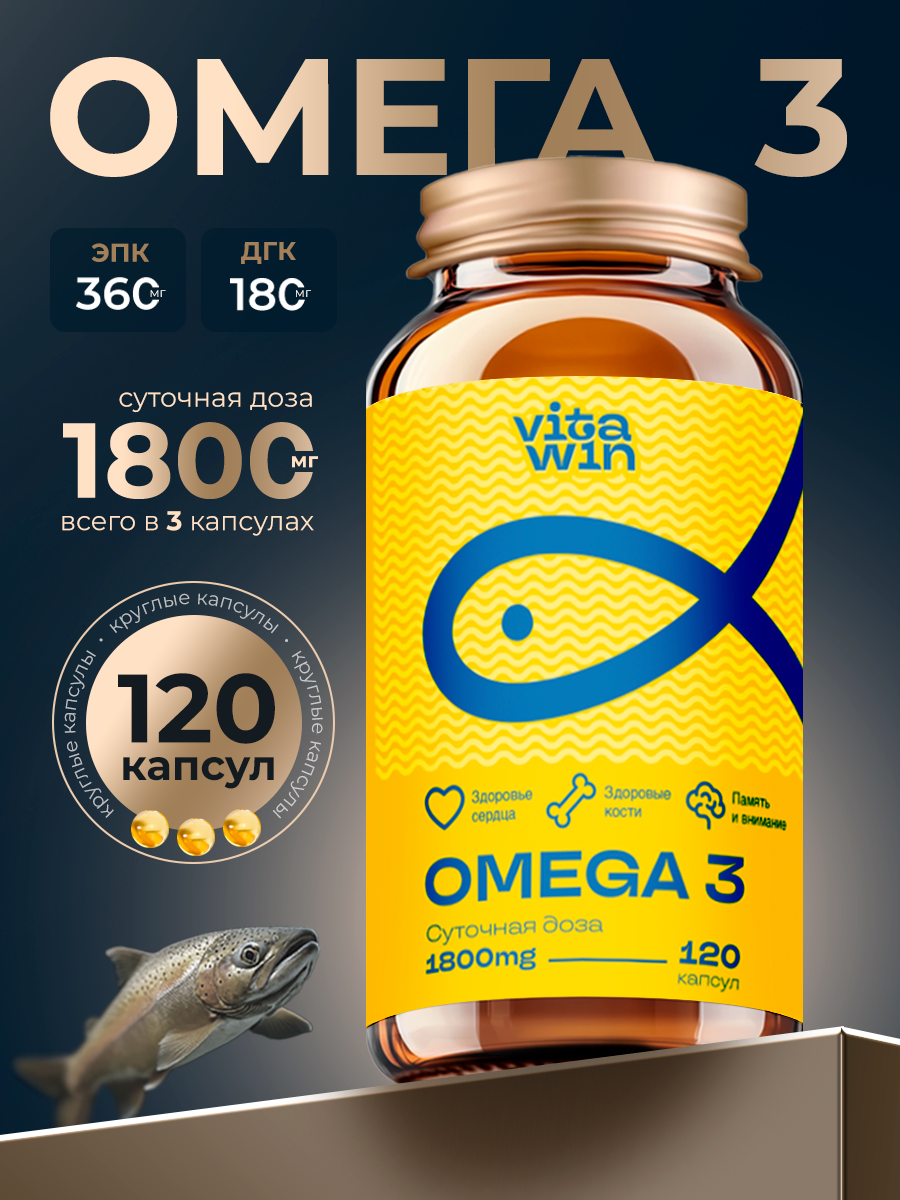 ОМЕГА 3
ЭПК
360 мг
ДГК
180 мг
суточная доза
1800 мг
всего в 3 капсулах
круглые капсулы • круглые капсулы • круглые капсулы
120
капсул
vita
win
Здоровье
сердца
Здоровые
кости
Память
и внимание
OMEGA 3
Суточная доза
1800mg
120
капсул